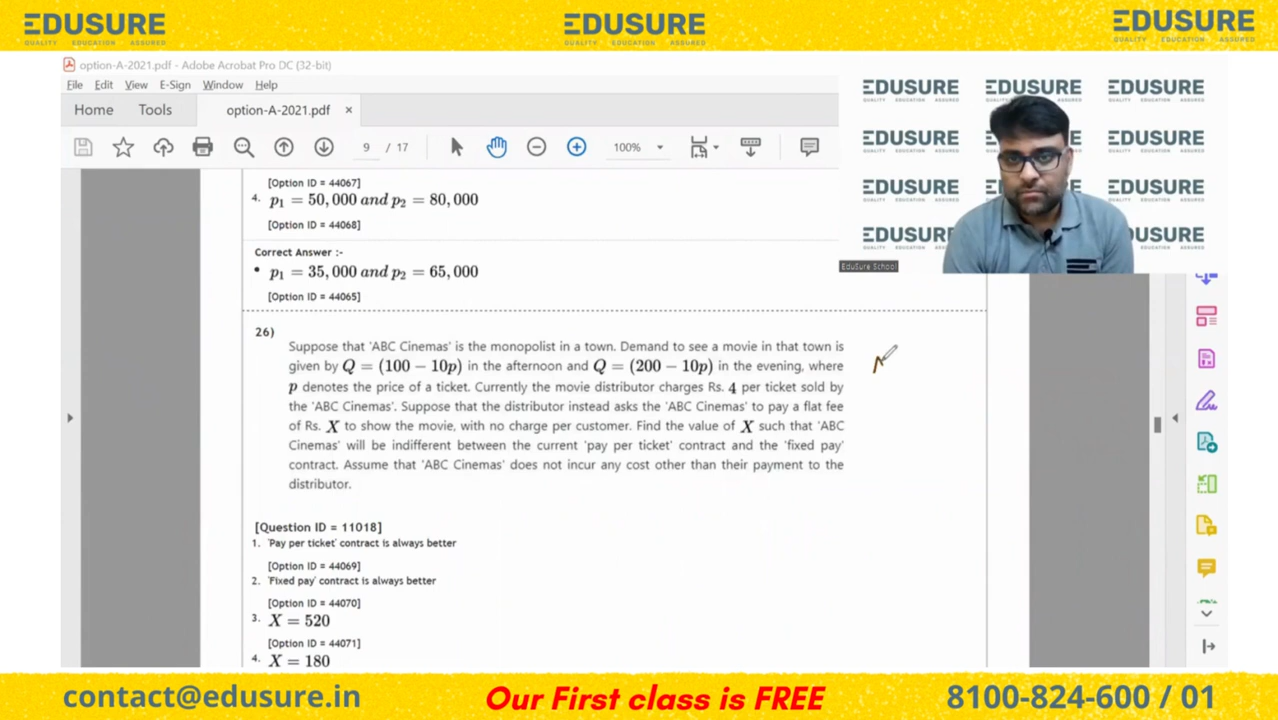 EDUSURE
QUALITY EDUCATION ASSURED
EDUSURE
QUALITY EDUCATION ASSURED
EDUSURE
QUALITY EDUCATION ASSURED
option-A-2021.pdf - Adobe Acrobat Pro DC (32-bit)
File Edit View E-Sign Window Help
Home Tools option-A-2021.pdf ×
9 / 17 100%
EDUSURE EDUSURE EDUSURE
QUALITY EDUCATION ASSURED
EDUSURE EDUSURE
EDUSURE EDUSURE
EDUSURE DUSURE
EduSure School
[Option ID = 44067]
4. p₁ = 50,000 and p₂ = 80,000
[Option ID = 44068]
Correct Answer :-
• p₁ = 35,000 and p₂ = 65,000
[Option ID = 44065]
26)
Suppose that 'ABC Cinemas' is the monopolist in a town. Demand to see a movie in that town is
given by Q = (100 − 10p) in the afternoon and Q = (200 − 10p) in the evening, where
p denotes the price of a ticket. Currently the movie distributor charges Rs. 4 per ticket sold by
the 'ABC Cinemas'. Suppose that the distributor instead asks the 'ABC Cinemas' to pay a flat fee
of Rs. X to show the movie, with no charge per customer. Find the value of X such that 'ABC
Cinemas' will be indifferent between the current 'pay per ticket' contract and the 'fixed pay'
contract. Assume that 'ABC Cinemas' does not incur any cost other than their payment to the
distributor.
[Question ID = 11018]
1. 'Pay per ticket' contract is always better
[Option ID = 44069]
2. 'Fixed pay' contract is always better
[Option ID = 44070]
3. X = 520
[Option ID = 44071]
4. X = 180
contact@edusure.in
Our First class is FREE
8100-824-600 / 01